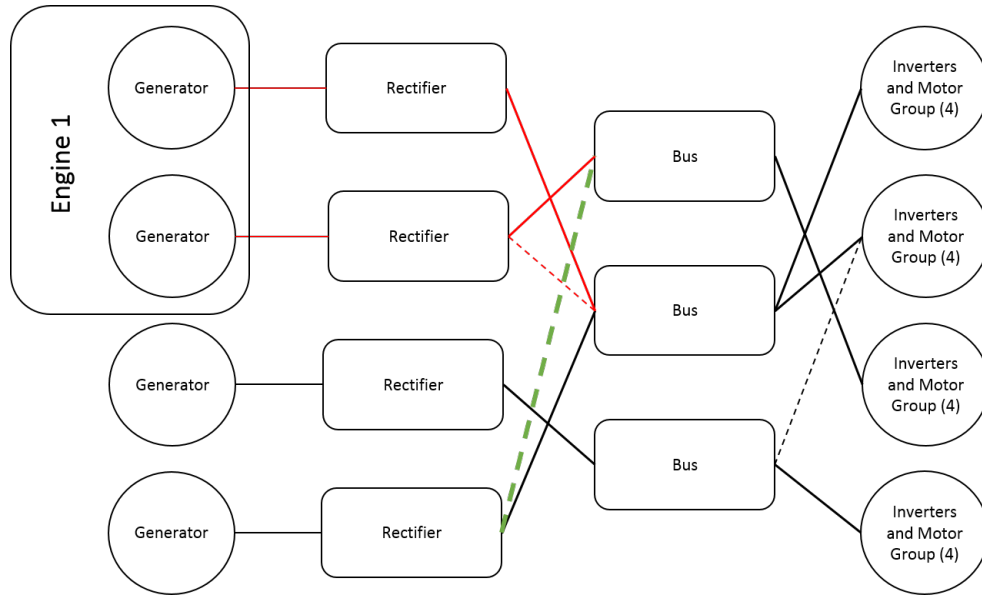 Engine 1
Generator
Rectifier
Inverters
and Motor
Group (4)
Bus
Generator
Rectifier
Inverters
and Motor
Group (4)
Bus
Generator
Rectifier
Inverters
and Motor
Group (4)
Bus
Generator
Rectifier
Inverters
and Motor
Group (4)